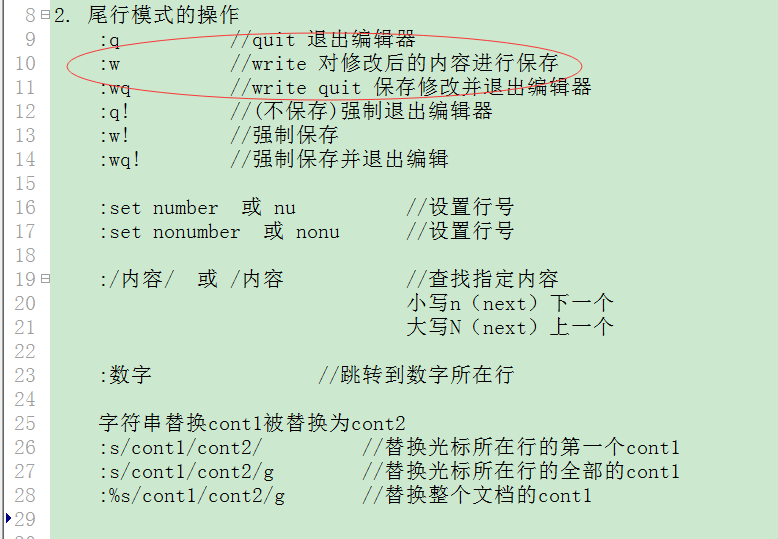 8 2. 尾行模式的操作
9 :q //quit 退出编辑器
10 :w //write 对修改后的内容进行保存
11 :wq //write quit 保存修改并退出编辑器
12 :q! //(不保存)强制退出编辑器
13 :w! //强制保存
14 :wq! //强制保存并退出编辑
15
16 :set number 或 nu //设置行号
17 :set nonumber 或 nonu //设置行号
18
19 :/内容/ 或 /内容 //查找指定内容
20 小写n（next）下一个
21 大写N（next）上一个
22
23 :数字 //跳转到数字所在行
24
25 字符串替换cont1被替换为cont2
26 :s/cont1/cont2/ //替换光标所在行的第一个cont1
27 :s/cont1/cont2/g //替换光标所在行的全部的cont1
28 :%s/cont1/cont2/g //替换整个文档的cont1
29